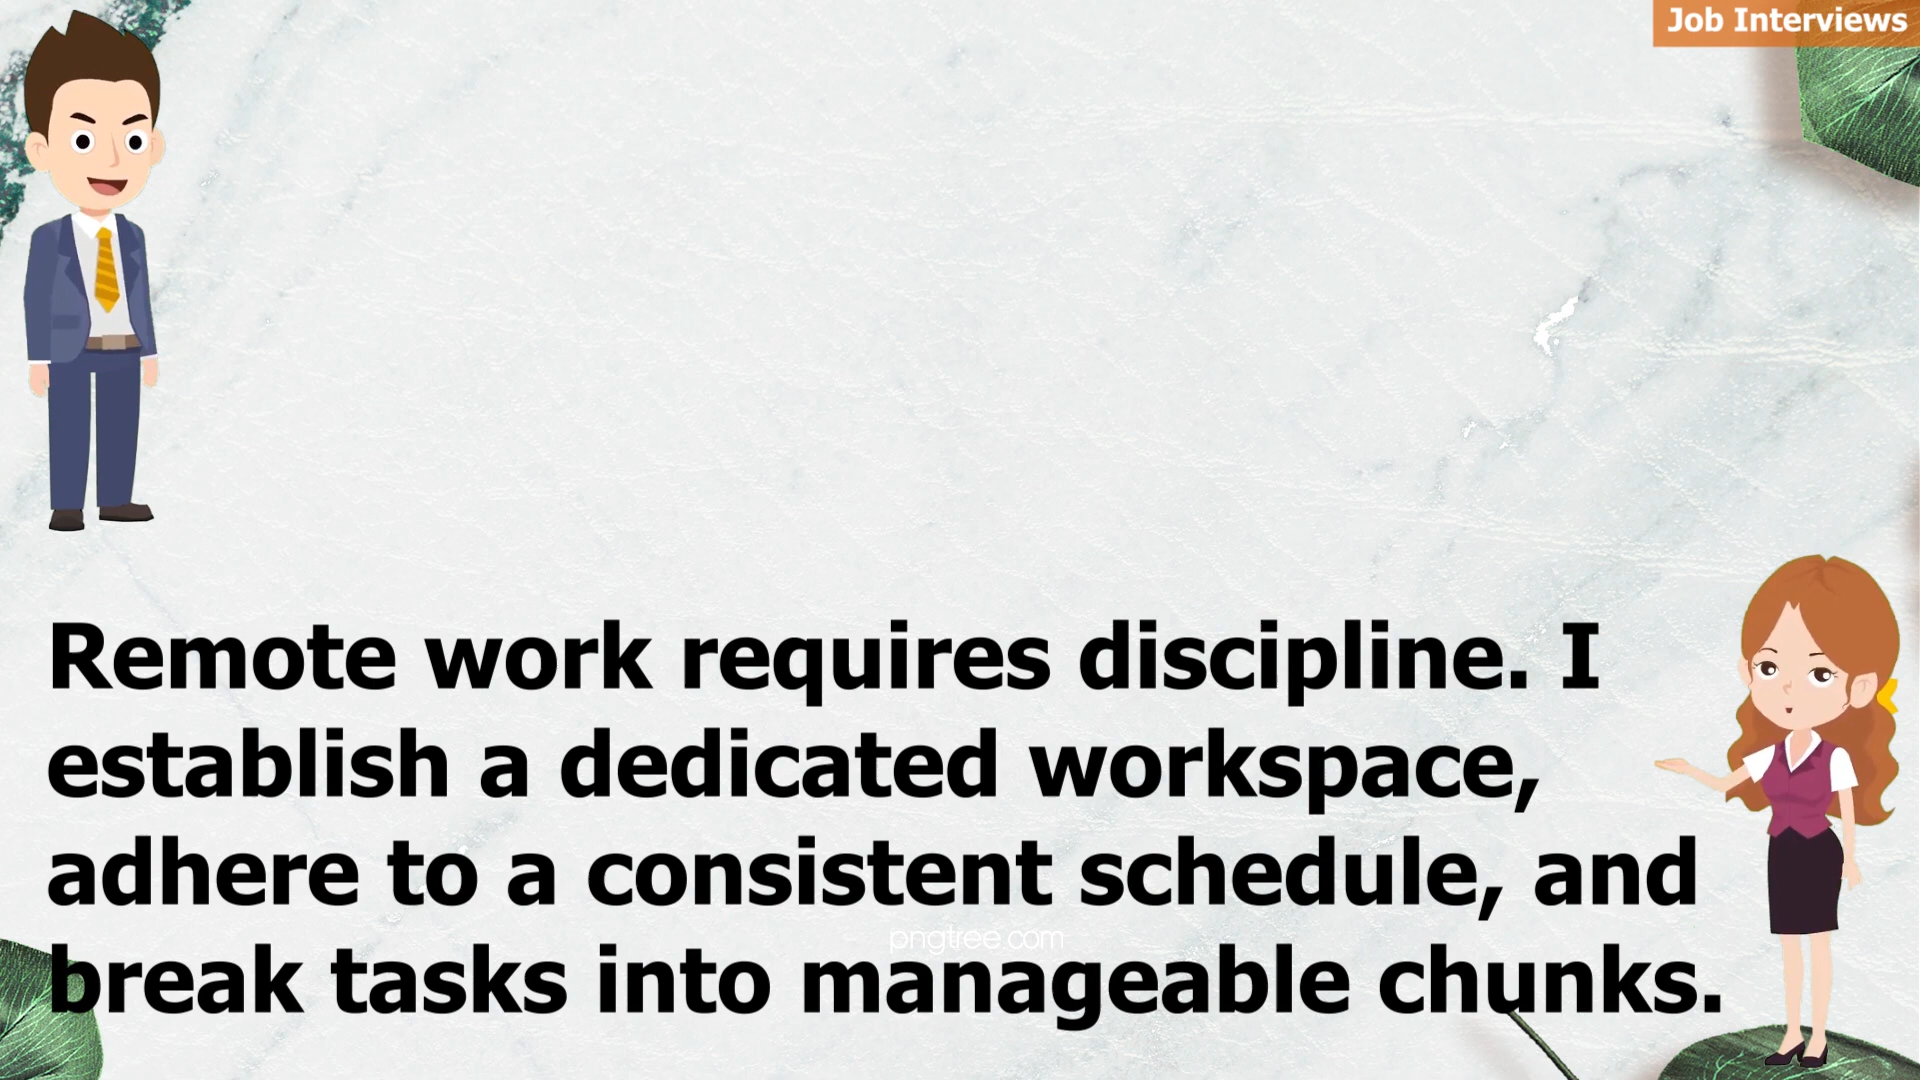 Job Interviews
Remote work requires discipline. I
establish a dedicated workspace,
adhere to a consistent schedule, and
pngtree.com
break tasks into manageable chunks.